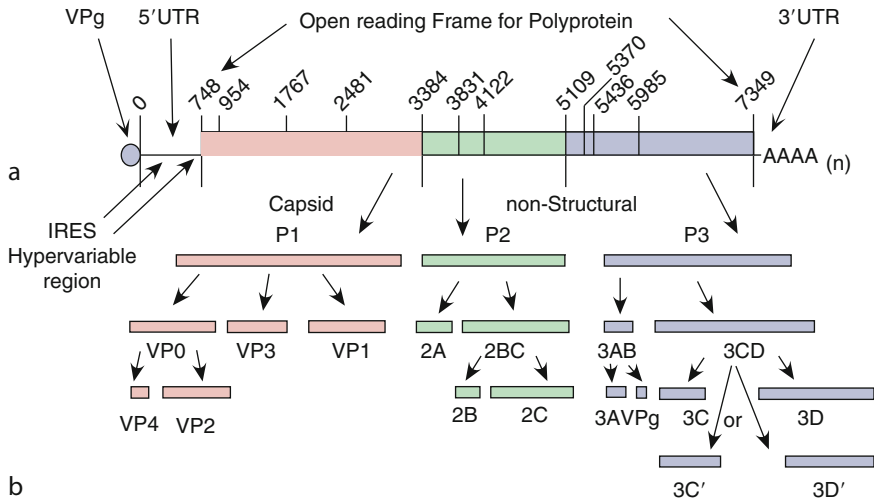 VPg 5′UTR Open reading Frame for Polyprotein 3′UTR
0 748 954 1767 2481 3384 3831 4122 5109 5370 5436 5985 7349
AAAA (n)
a
IRES
Hypervariable
region
Capsid non-Structural
P1 P2 P3
VP0 VP3 VP1 2A 2BC 3AB 3CD
VP4 VP2 2B 2C 3AVPg 3C or 3D
3C′ 3D′
b